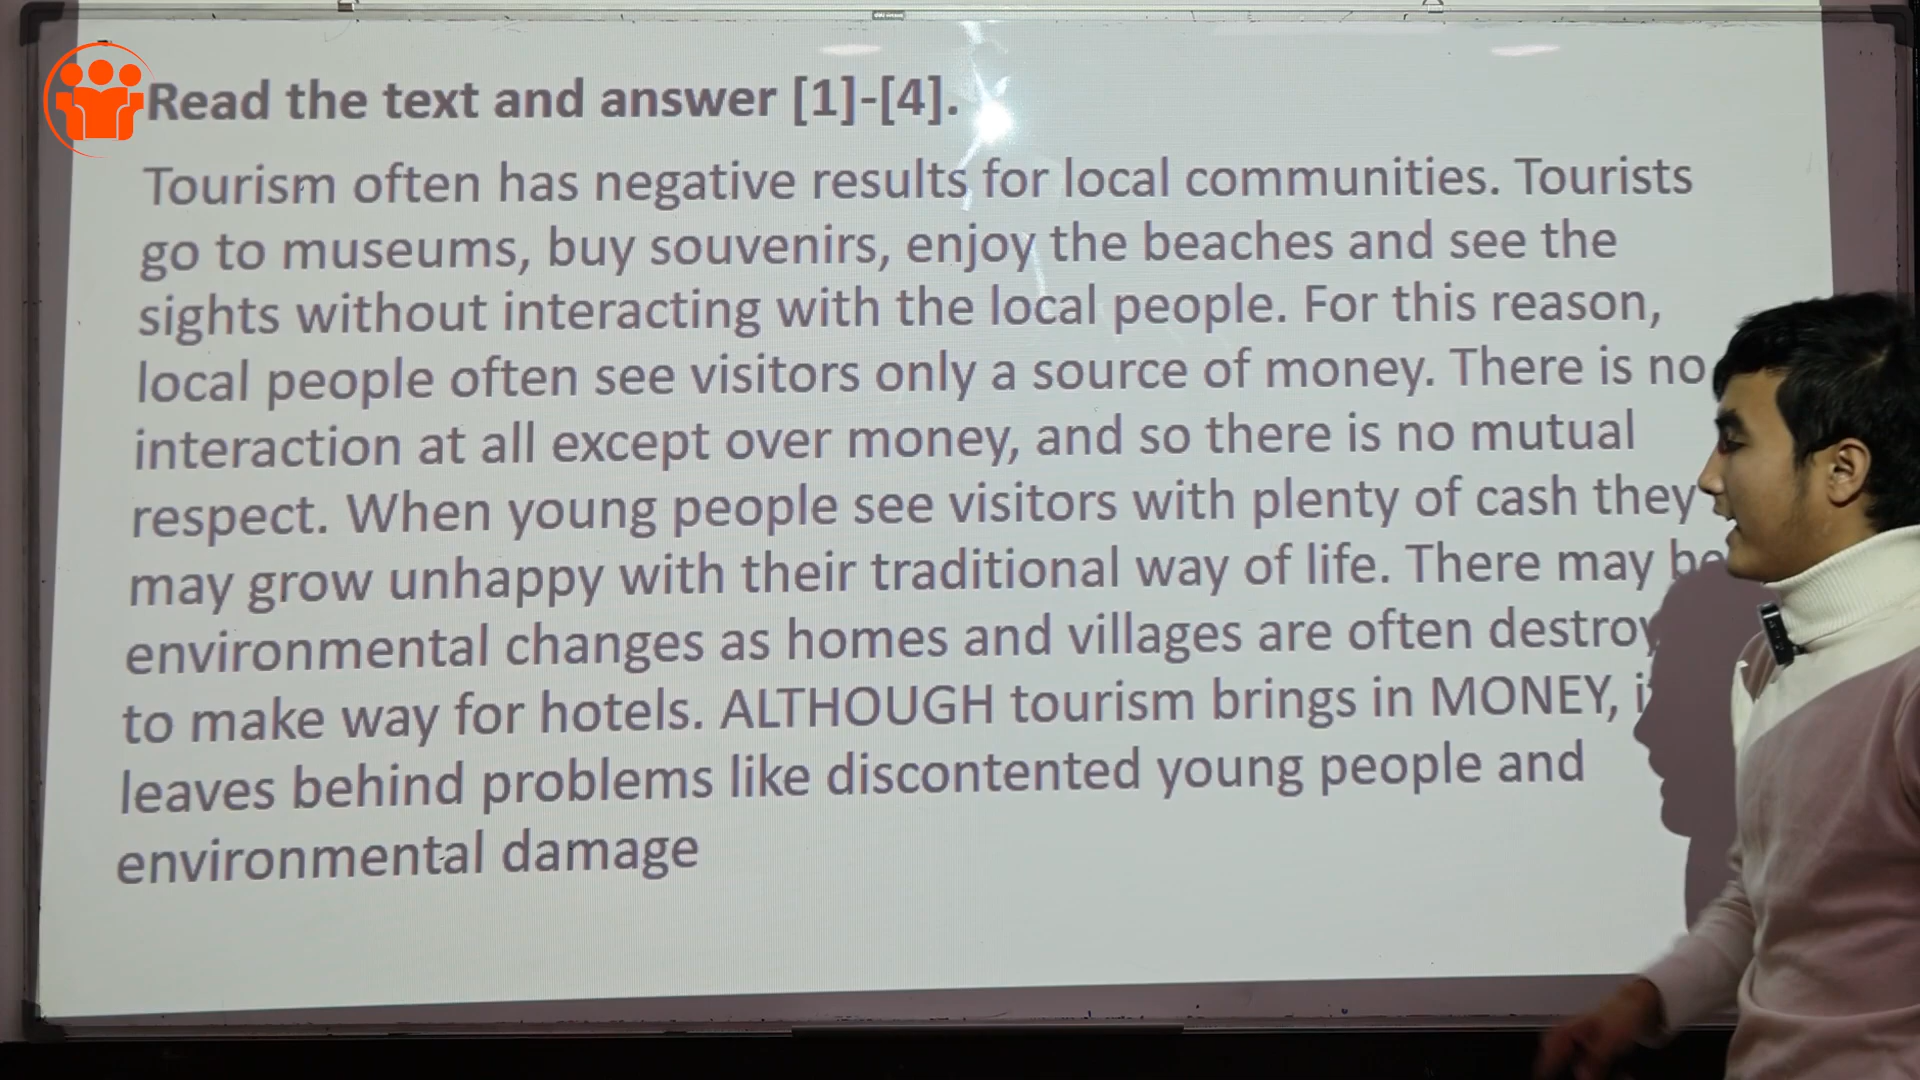 Read the text and answer [1]-[4].
Tourism often has negative results for local communities. Tourists
go to museums, buy souvenirs, enjoy the beaches and see the
sights without interacting with the local people. For this reason,
local people often see visitors only a source of money. There is no
interaction at all except over money, and so there is no mutual
respect. When young people see visitors with plenty of cash they
may grow unhappy with their traditional way of life. There may be
environmental changes as homes and villages are often destroy
to make way for hotels. ALTHOUGH tourism brings in MONEY,
leaves behind problems like discontented young people and
environmental damage